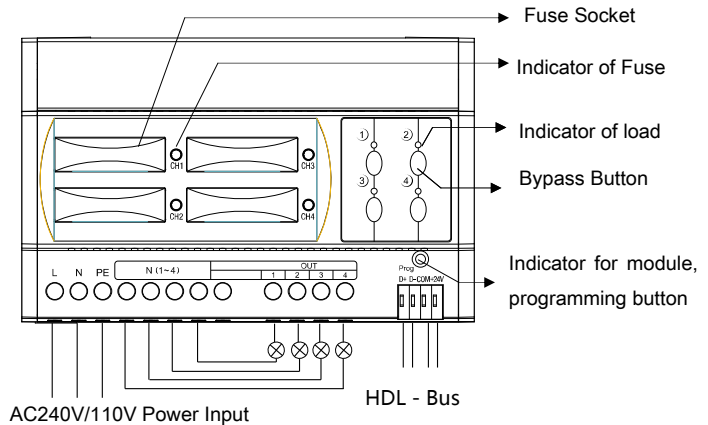 Fuse Socket
Indicator of Fuse
1 2
Indicator of load
CH1 CH3
Bypass Button
3 4
CH2 CH4
Indicator for module,
programming button
L N PE N (1~4) OUT
1 2 3 4
Prog
D+ D- COM +24V
HDL - Bus
AC240V/110V Power Input